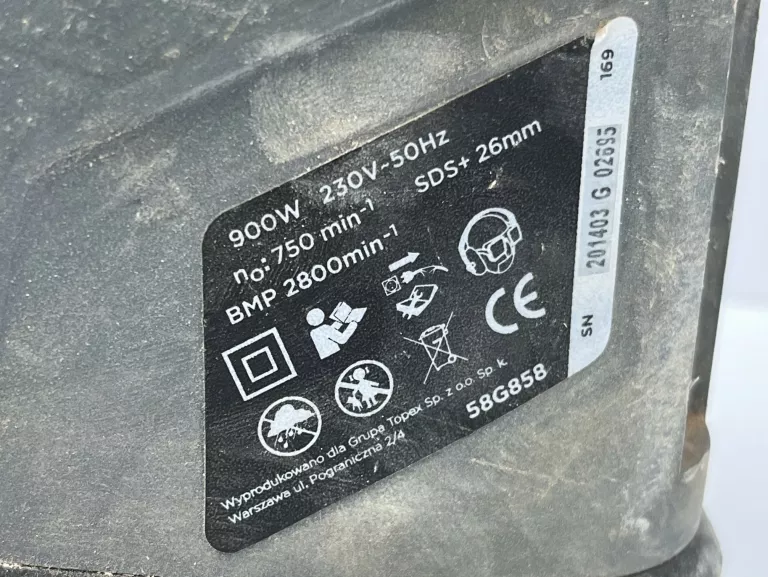 900W 230V~50Hz
n₀: 750 min⁻¹ SDS+ 26mm
BMP 2800min⁻¹
CE
58G858
Wyprodukowano dla Grupa Topex Sp. z o.o. Sp. k.
Warszawa ul. Pograniczna 2/4
SN 201403 G 02695 169